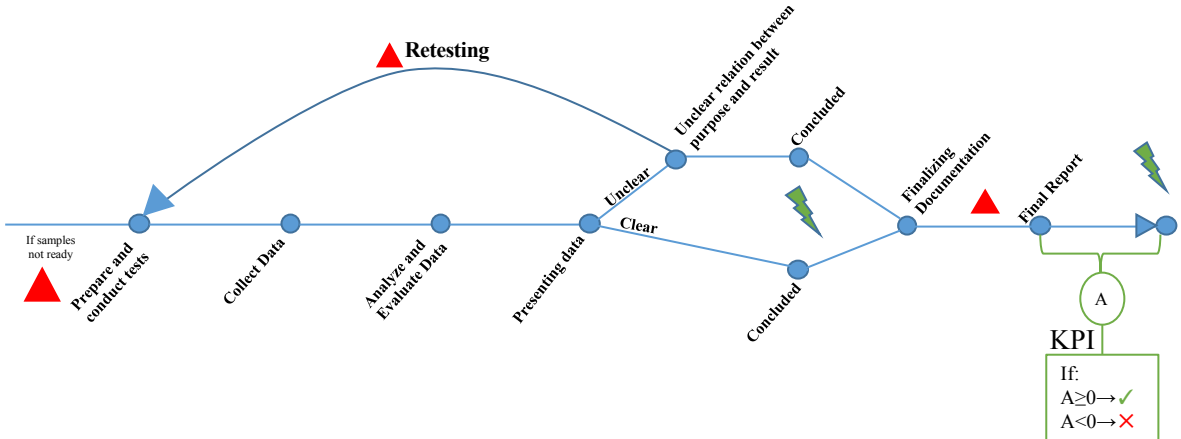 Retesting
Unclear relation between
purpose and result
Concluded
Finalizing
Documentation
Final Report
Unclear
Clear
If samples
not ready
Prepare and
conduct tests
Collect Data
Analyze and
Evaluate Data
Presenting data
Concluded
A
KPI
If:
A≥0→✓
A<0→✕